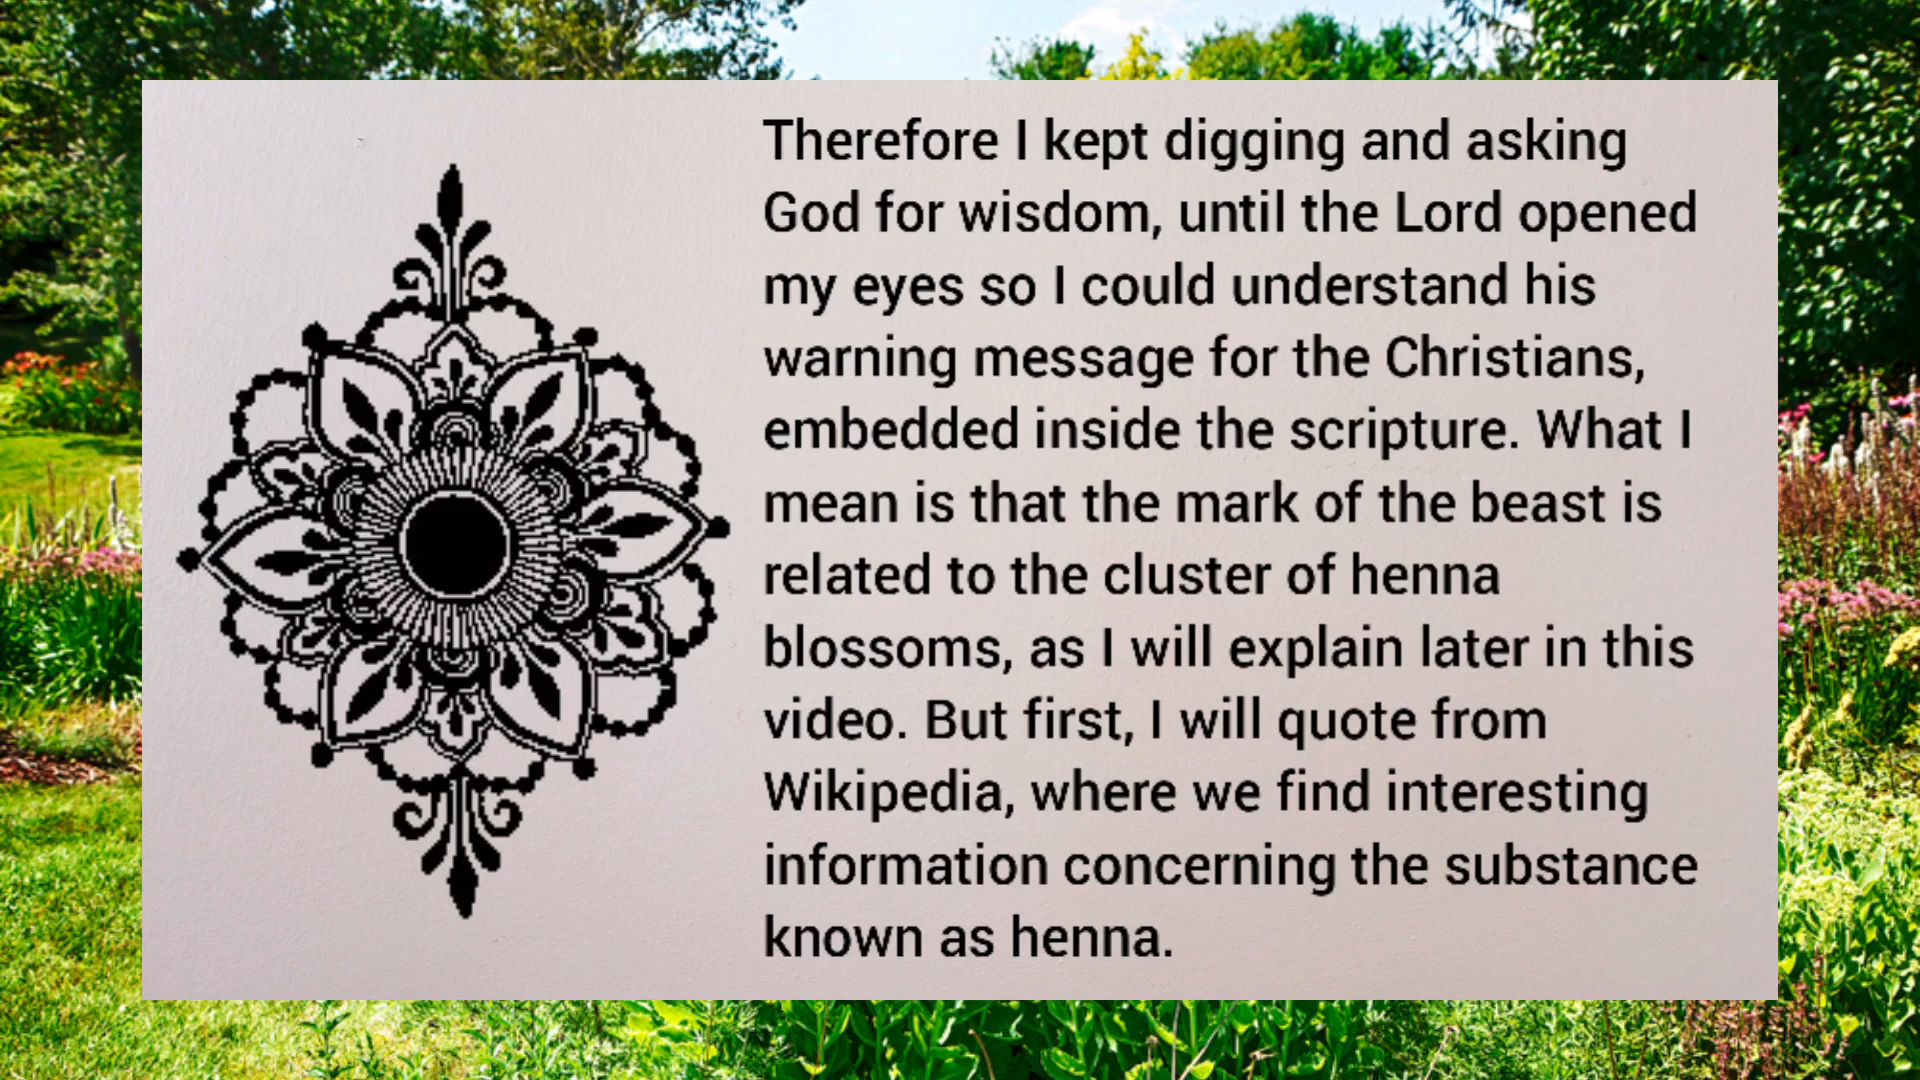 Therefore I kept digging and asking
God for wisdom, until the Lord opened
my eyes so I could understand his
warning message for the Christians,
embedded inside the scripture. What I
mean is that the mark of the beast is
related to the cluster of henna
blossoms, as I will explain later in this
video. But first, I will quote from
Wikipedia, where we find interesting
information concerning the substance
known as henna.